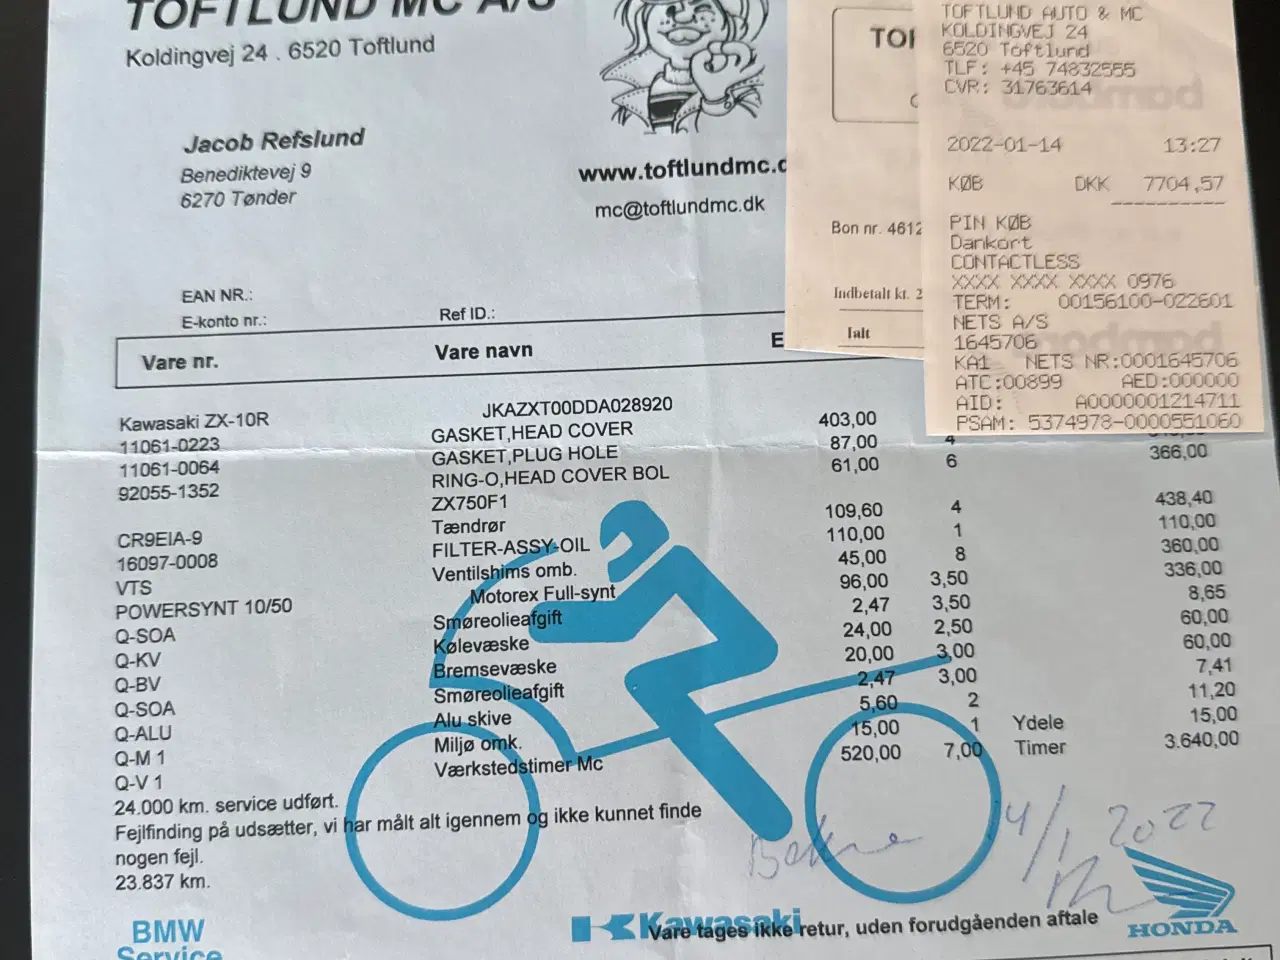 TOFTLUND MC A/S
Koldingvej 24 . 6520 Toftlund
Jacob Refslund
Benediktevej 9
6270 Tønder
www.toftlundmc.d
mc@toftlundmc.dk
EAN NR.:
E-konto nr.:
Ref ID.:
Vare nr. Vare navn E
Kawasaki ZX-10R JKAZXT00DDA028920
11061-0223 GASKET,HEAD COVER 403,00
11061-0064 GASKET,PLUG HOLE 87,00 4
92055-1352 RING-O,HEAD COVER BOL 61,00 6 366,00
ZX750F1
CR9EIA-9 Tændrør 109,60 4 438,40
16097-0008 FILTER-ASSY-OIL 110,00 1 110,00
VTS Ventilshims omb. 45,00 8 360,00
POWERSYNT 10/50 Motorex Full-synt 96,00 3,50 336,00
Q-SOA Smøreolieafgift 2,47 3,50 8,65
Q-KV Kølevæske 24,00 2,50 60,00
Q-BV Bremsevæske 20,00 3,00 60,00
Q-SOA Smøreolieafgift 2,47 3,00 7,41
Q-ALU Alu skive 5,60 2 11,20
Q-M 1 Miljø omk. 15,00 1 Ydele 15,00
Q-V 1 Værkstedstimer Mc 520,00 7,00 Timer 3.640,00
24.000 km. service udført.
Fejlfinding på udsætter, vi har målt alt igennem og ikke kunnet finde
nogen fejl.
23.837 km.
14/1 2022
BMW
Service
Kawasaki
Vare tages ikke retur, uden forudgåenden aftale
HONDA
TOF
Bon nr. 4612
Indbetalt kt. 2
Ialt
TOFTLUND AUTO & MC
KOLDINGVEJ 24
6520 Toftlund
TLF: +45 74832555
CVR: 31763614
2022-01-14 13:27
KØB DKK 7704,57
PIN KØB
Dankort
CONTACTLESS
XXXX XXXX XXXX 0976
TERM: 00156100-022601
NETS A/S
1645706
KA1 NETS NR:0001645706
ATC:00899 AED:000000
AID: A0000001214711
PSAM: 5374978-0000551060